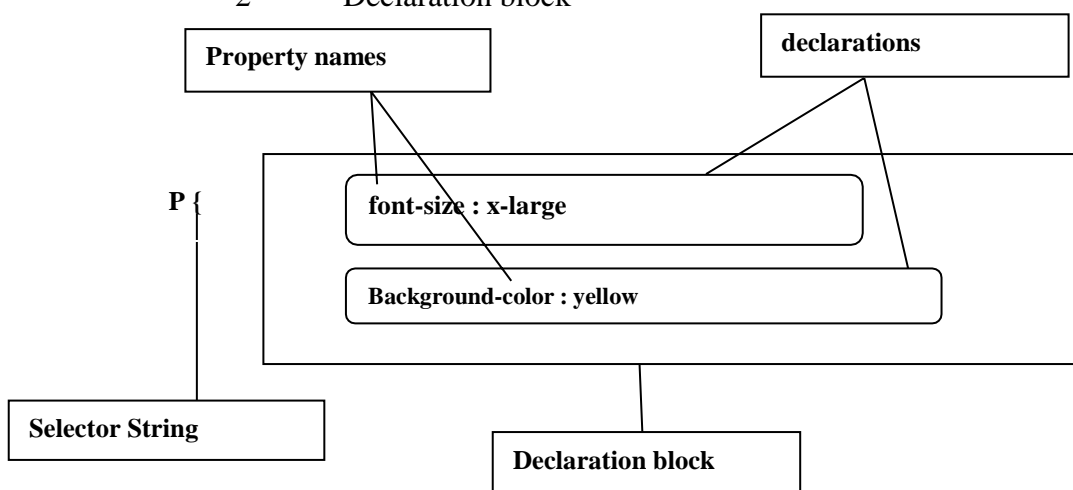 2 Declaration block
Property names
declarations
P {
font-size : x-large
Background-color : yellow
Selector String
Declaration block